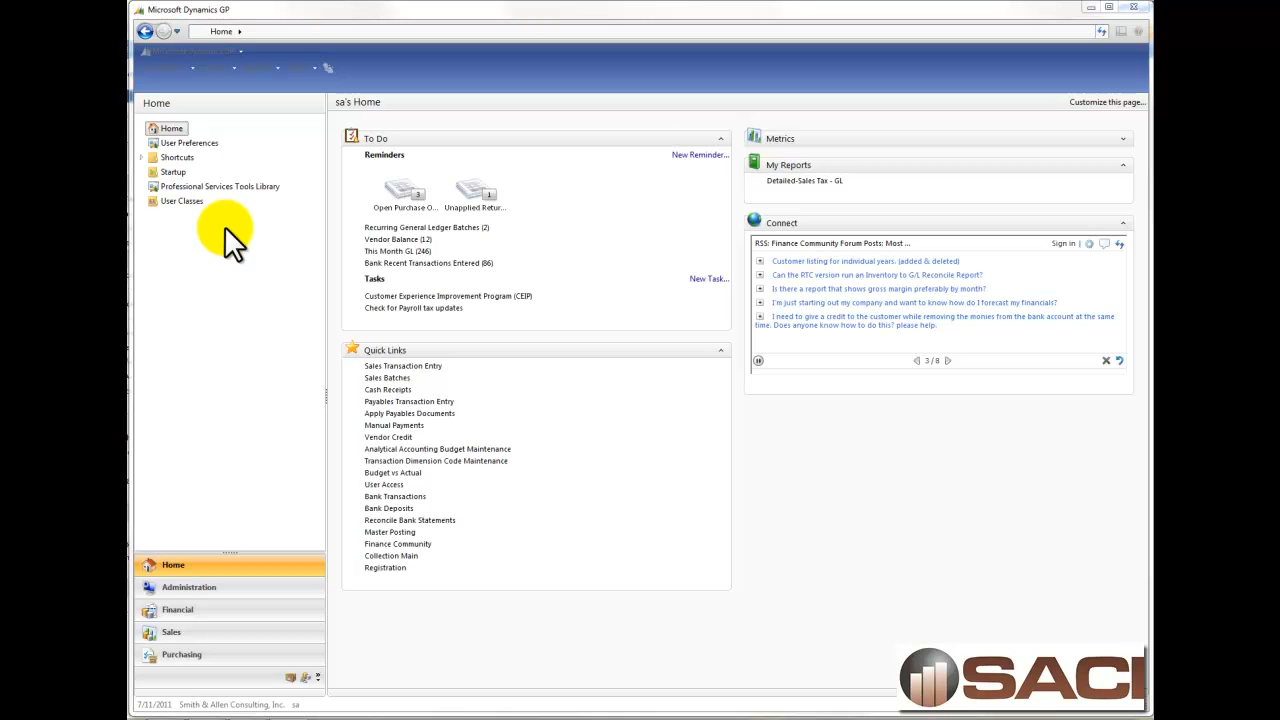 Microsoft Dynamics GP
Home
Microsoft Dynamics GP
Home
sa's Home
Customize this page...
Home
User Preferences
Shortcuts
Startup
Professional Services Tools Library
User Classes
To Do
Reminders
New Reminder...
3
1
Open Purchase O...
Unapplied Retur...
Recurring General Ledger Batches (2)
Vendor Balance (12)
This Month GL (246)
Bank Recent Transactions Entered (86)
Tasks
New Task...
Customer Experience Improvement Program (CEIP)
Check for Payroll tax updates
Quick Links
Sales Transaction Entry
Sales Batches
Cash Receipts
Payables Transaction Entry
Apply Payables Documents
Manual Payments
Vendor Credit
Analytical Accounting Budget Maintenance
Transaction Dimension Code Maintenance
Budget vs Actual
User Access
Bank Transactions
Bank Deposits
Reconcile Bank Statements
Master Posting
Finance Community
Collection Main
Registration
Metrics
My Reports
Detailed-Sales Tax - GL
Connect
RSS: Finance Community Forum Posts: Most ...
Sign in
Customer listing for individual years. (added & deleted)
Can the RTC version run an Inventory to G/L Reconcile Report?
Is there a report that shows gross margin preferably by month?
I'm just starting out my company and want to know how do I forecast my financials?
I need to give a credit to the customer while removing the monies from the bank account at the same
time. Does anyone know how to do this? please help.
3 / 8
Home
Administration
Financial
Sales
Purchasing
7/11/2011 Smith & Allen Consulting, Inc. sa
SACI